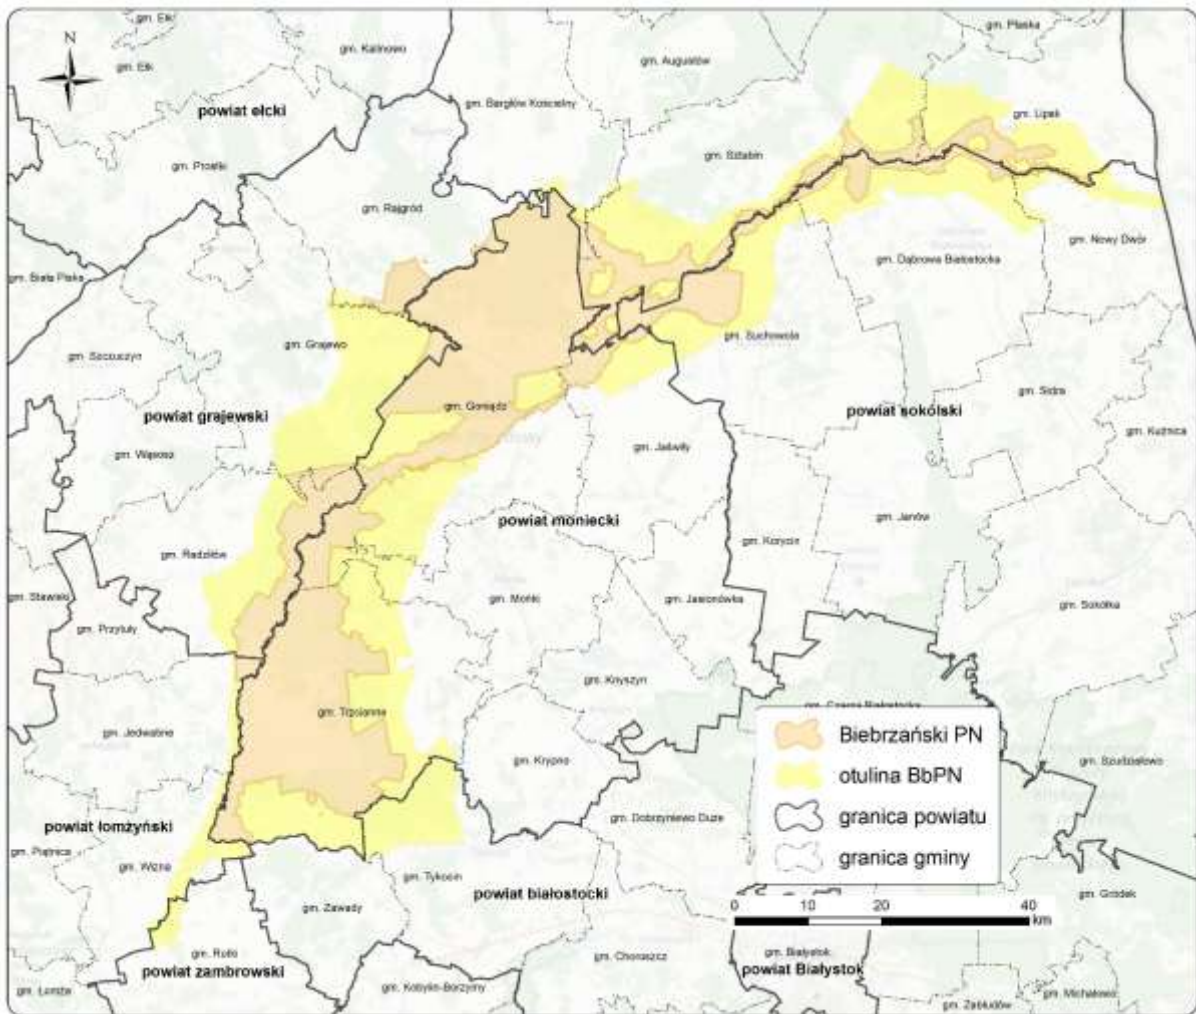 gm. Płaska
gm. Ełk
N
gm. Kalinowo
gm. Ełk
gm. Augustów
gm. Bargłów Kościelny
powiat ełcki
gm. Lipsk
gm. Sztabin
gm. Prostki
gm. Rajgród
gm. Nowy Dwór
gm. Dąbrowa Białostocka
gm. Biała Piska
gm. Suchowola
gm. Grajewo
gm. Szczuczyn
gm. Sidra
gm. Goniądz
powiat grajewski
powiat sokólski
gm. Kuźnica
gm. Jaświły
gm. Wąsosz
gm. Janów
powiat moniecki
gm. Korycin
gm. Radziłów
gm. Stawiski
gm. Mońki
gm. Jasionówka
gm. Sokółka
gm. Przytuły
gm. Knyszyn
gm. Czarna Białostocka
gm. Trzcianne
gm. Jedwabne
Biebrzański PN
gm. Krypno
gm. Szudziałowo
otulina BbPN
granica powiatu
gm. Dobrzyniewo Duże
powiat łomżyński
gm. Piątnica
granica gminy
gm. Wizna
gm. Tykocin
powiat białostocki
gm. Gródek
gm. Zawady
0 10 20 40
km
gm. Rutki
gm. Choroszcz
gm. Białystok
powiat zambrowski
powiat Białystok
gm. Łomża
gm. Kobylin-Borzymy
gm. Michałowo
gm. Zabłudów